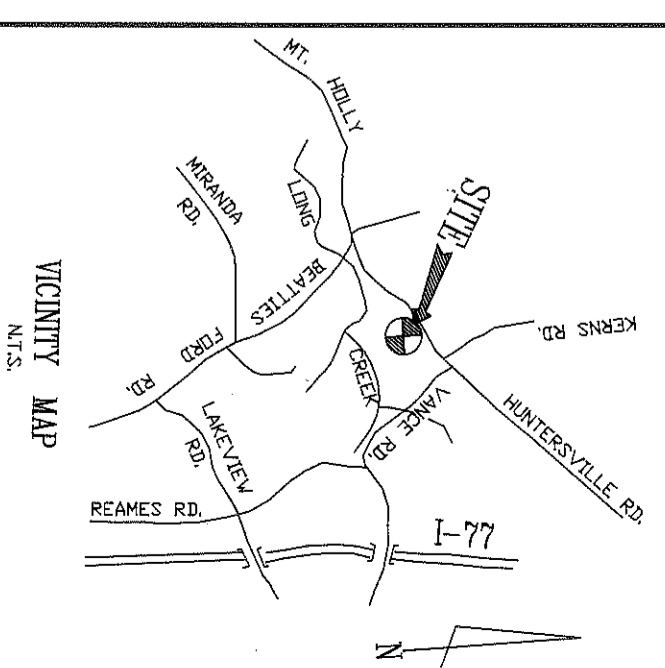 MT. HOLLY
HUNTERSVILLE RD.
SITE
KERNS RD.
MIRANDA
RD.
LONG
CREEK
BEATTIES
FORD
RD.
VANCE RD.
LAKEVIEW
RD.
REAMES RD.
I-77
VICINITY MAP
N.T.S.
N